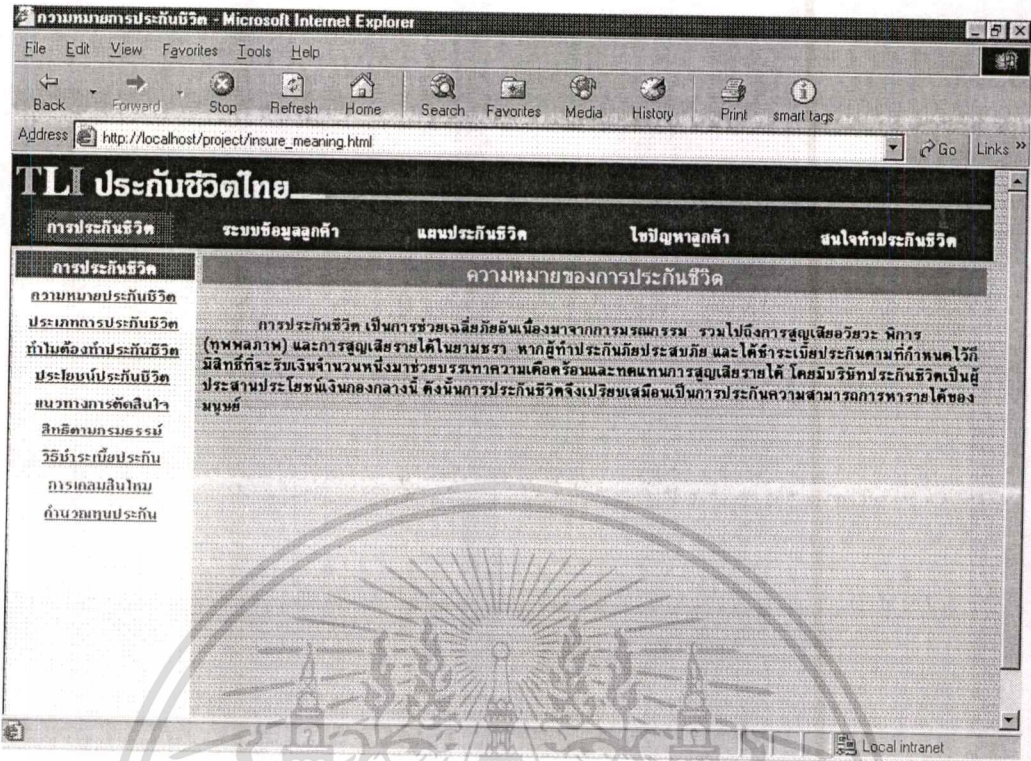 ความหมายการประกันชีวิต - Microsoft Internet Explorer
File Edit View Favorites Tools Help
Back Forward Stop Refresh Home Search Favorites Media History Print smart tags
Address http://localhost/project/insure_meaning.html Go Links »
TLI ประกันชีวิตไทย
การประกันชีวิต ระบบข้อมูลลูกค้า แผนประกันชีวิต ไขปัญหาลูกค้า สนใจทำประกันชีวิต
การประกันชีวิต
ความหมายประกันชีวิต
ประเภทการประกันชีวิต
ทำไมต้องทำประกันชีวิต
ประโยชน์ประกันชีวิต
แนวทางการตัดสินใจ
สิทธิตามกรมธรรม์
วิธีชำระเบี้ยประกัน
การเคลมสินไหม
คำนวณทุนประกัน
ความหมายของการประกันชีวิต
การประกันชีวิต เป็นการช่วยเฉลี่ยภัยอันเนื่องมาจากการมรณกรรม รวมไปถึงการสูญเสียอวัยวะ พิการ
(ทุพพลภาพ) และการสูญเสียรายได้ในยามชรา หากผู้ทำประกันภัยประสบภัย และได้ชำระเบี้ยประกันตามที่กำหนดไว้ก็
มีสิทธิ์ที่จะรับเงินจำนวนหนึ่งมาช่วยบรรเทาความเดือดร้อนและทดแทนการสูญเสียรายได้ โดยมีบริษัทประกันชีวิตเป็นผู้
ประสานประโยชน์เงินกองกลางนี้ ดังนั้นการประกันชีวิตจึงเปรียบเสมือนเป็นการประกันความสามารถการหารายได้ของ
มนุษย์
Local intranet